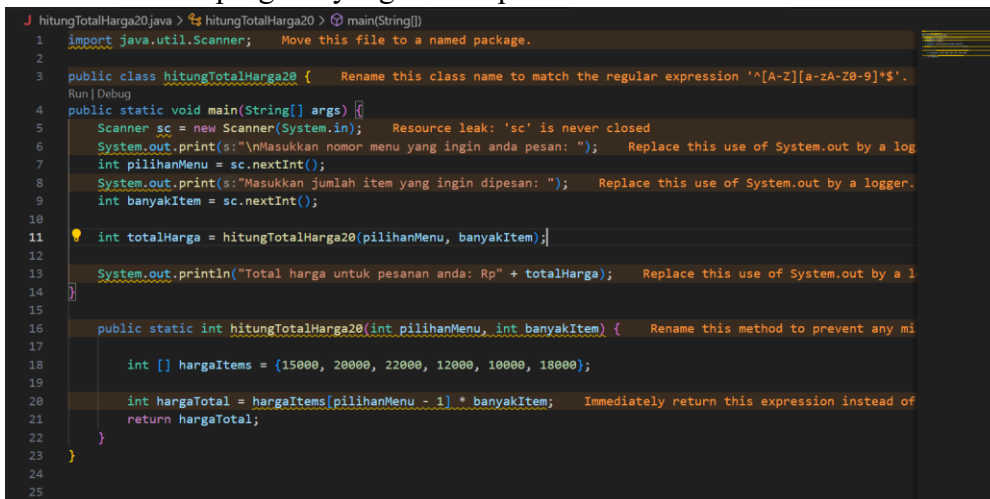 J hitungTotalHarga20.java > hitungTotalHarga20 > main(String[])
1 import java.util.Scanner; Move this file to a named package.
2
3 public class hitungTotalHarga20 { Rename this class name to match the regular expression '^[A-Z][a-zA-Z0-9]*$'.
Run | Debug
4 public static void main(String[] args) {
5 Scanner sc = new Scanner(System.in); Resource leak: 'sc' is never closed
6 System.out.print(s:"\nMasukkan nomor menu yang ingin anda pesan: "); Replace this use of System.out by a log
7 int pilihanMenu = sc.nextInt();
8 System.out.print(s:"Masukkan jumlah item yang ingin dipesan: "); Replace this use of System.out by a logger.
9 int banyakItem = sc.nextInt();
10
11 int totalHarga = hitungTotalHarga20(pilihanMenu, banyakItem);
12
13 System.out.println("Total harga untuk pesanan anda: Rp" + totalHarga); Replace this use of System.out by a l
14 }
15
16 public static int hitungTotalHarga20(int pilihanMenu, int banyakItem) { Rename this method to prevent any mi
17
18 int [] hargaItems = {15000, 20000, 22000, 12000, 10000, 18000};
19
20 int hargaTotal = hargaItems[pilihanMenu - 1] * banyakItem; Immediately return this expression instead of
21 return hargaTotal;
22 }
23 }
24
25